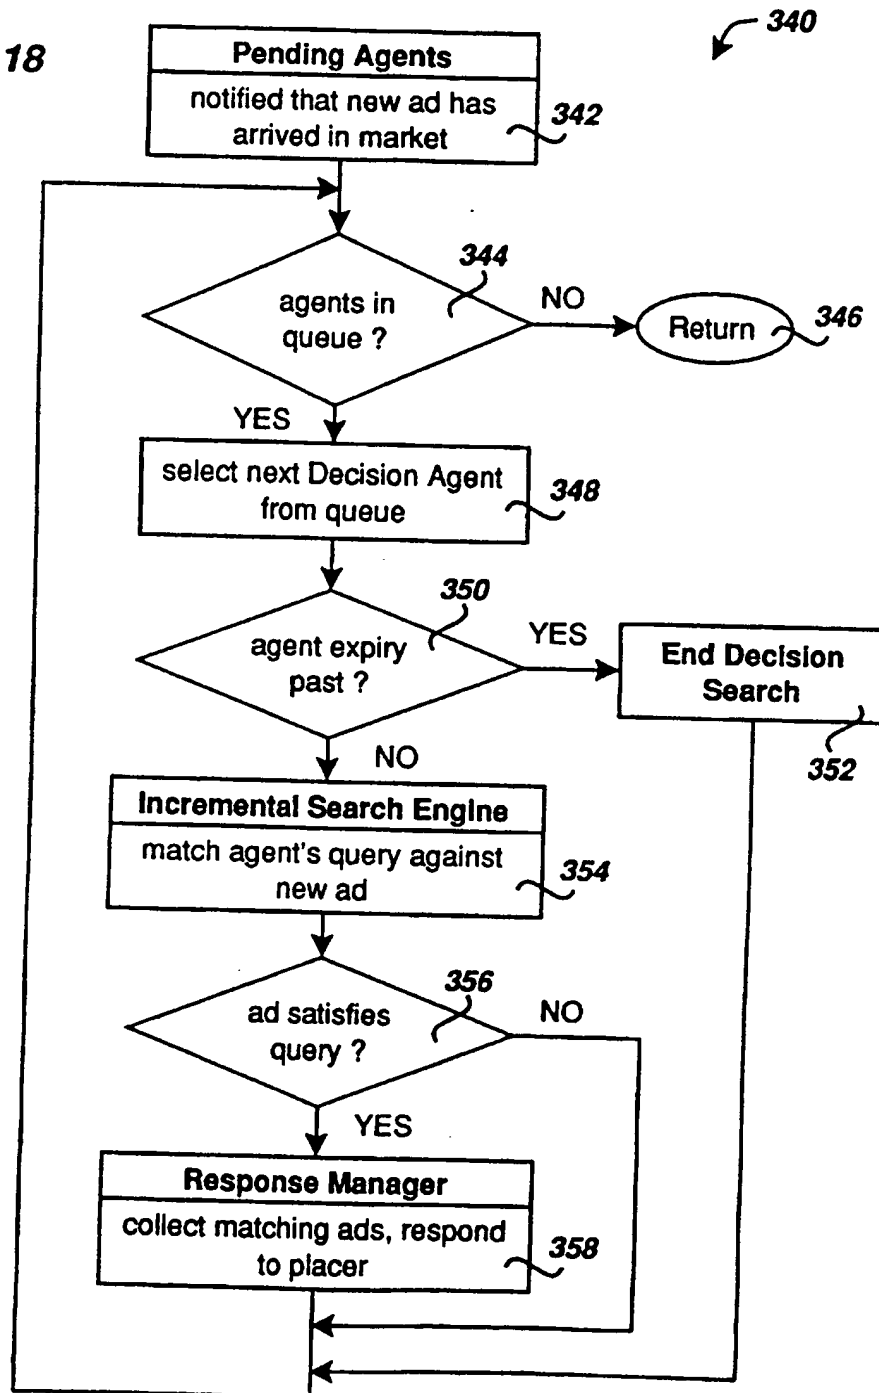 18
340
Pending Agents
notified that new ad has
arrived in market
342
344
agents in
queue ?
NO
Return
346
YES
select next Decision Agent
from queue
348
350
agent expiry
past ?
YES
End Decision
Search
352
NO
Incremental Search Engine
match agent's query against
new ad
354
356
ad satisfies
query ?
NO
YES
Response Manager
collect matching ads, respond
to placer
358